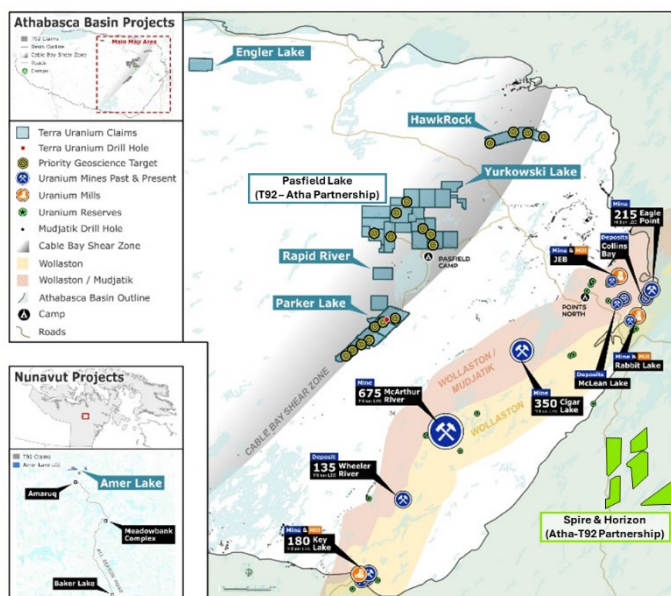 Athabasca Basin Projects
T92 Claims
Basin Outline
Cable Bay Shear Zone
Roads
Camps
Main Map Area
Terra Uranium Claims
Terra Uranium Drill Hole
Priority Geoscience Target
Uranium Mines Past & Present
Uranium Mills
Uranium Reserves
Mudjatik Drill Hole
Cable Bay Shear Zone
Wollaston
Wollaston / Mudjatik
Athabasca Basin Outline
Camp
Roads
Engler Lake
HawkRock
Yurkowski Lake
Pasfield Lake
(T92 – Atha Partnership)
PASFIELD
CAMP
Rapid River
Parker Lake
CABLE BAY SHEAR ZONE
Mine
215 Eagle
Point
Deposits
Collins
Bay
Mine & Mill
JEB
POINTS
NORTH
Mine & Mill
Rabbit Lake
Deposits
McLean Lake
WOLLASTON /
MUDJATIK
WOLLASTON
Mine
675 McArthur
River
Mine
350 Cigar
Lake
Deposit
135 Wheeler
River
Mine & Mill
180 Key
Lake
Spire & Horizon
(Atha-T92 Partnership)
Nunavut Projects
T92 Claims
Amer Lake
Amaruq
Meadowbank
Complex
Baker Lake